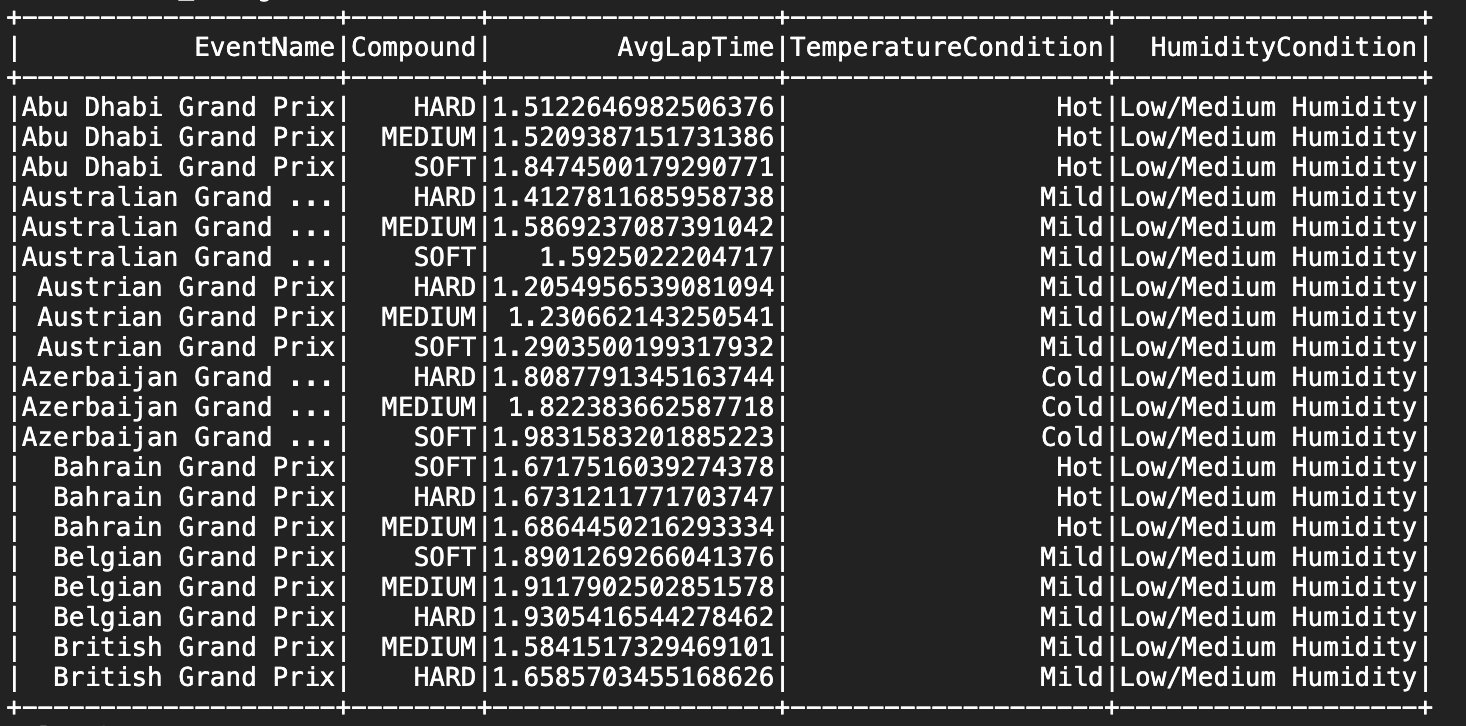 +--------------------+--------+------------------+--------------------+-------------------+
|           EventName|Compound|        AvgLapTime|TemperatureCondition|  HumidityCondition|
+--------------------+--------+------------------+--------------------+-------------------+
|Abu Dhabi Grand Prix|    HARD|1.5122646982506376|                 Hot|Low/Medium Humidity|
|Abu Dhabi Grand Prix|  MEDIUM|1.5209387151731386|                 Hot|Low/Medium Humidity|
|Abu Dhabi Grand Prix|    SOFT|1.8474500179290771|                 Hot|Low/Medium Humidity|
|Australian Grand ...|    HARD|1.4127811685958738|                Mild|Low/Medium Humidity|
|Australian Grand ...|  MEDIUM|1.5869237087391042|                Mild|Low/Medium Humidity|
|Australian Grand ...|    SOFT|   1.5925022204717|                Mild|Low/Medium Humidity|
| Austrian Grand Prix|    HARD|1.2054956539081094|                Mild|Low/Medium Humidity|
| Austrian Grand Prix|  MEDIUM| 1.230662143250541|                Mild|Low/Medium Humidity|
| Austrian Grand Prix|    SOFT|1.2903500199317932|                Mild|Low/Medium Humidity|
|Azerbaijan Grand ...|    HARD|1.8087791345163744|                Cold|Low/Medium Humidity|
|Azerbaijan Grand ...|  MEDIUM| 1.822383662587718|                Cold|Low/Medium Humidity|
|Azerbaijan Grand ...|    SOFT|1.9831583201885223|                Cold|Low/Medium Humidity|
|  Bahrain Grand Prix|    SOFT|1.6717516039274378|                 Hot|Low/Medium Humidity|
|  Bahrain Grand Prix|    HARD|1.6731211771703747|                 Hot|Low/Medium Humidity|
|  Bahrain Grand Prix|  MEDIUM|1.6864450216293334|                 Hot|Low/Medium Humidity|
|  Belgian Grand Prix|    SOFT|1.8901269266041376|                Mild|Low/Medium Humidity|
|  Belgian Grand Prix|  MEDIUM|1.9117902502851578|                Mild|Low/Medium Humidity|
|  Belgian Grand Prix|    HARD|1.9305416544278462|                Mild|Low/Medium Humidity|
|  British Grand Prix|  MEDIUM|1.5841517329469101|                Mild|Low/Medium Humidity|
|  British Grand Prix|    HARD|1.6585703455168626|                Mild|Low/Medium Humidity|
+--------------------+--------+------------------+--------------------+-------------------+